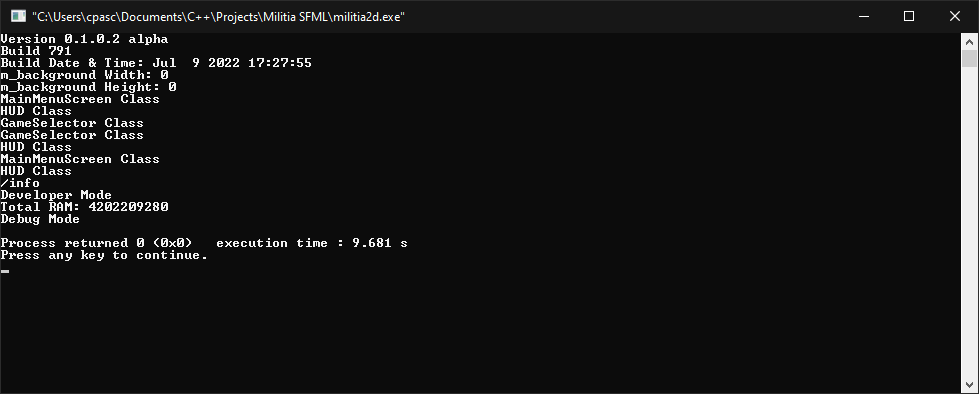 "C:\Users\cpasc\Documents\C++\Projects\Militia SFML\militia2d.exe"
Version 0.1.0.2 alpha
Build 791
Build Date & Time: Jul  9 2022 17:27:55
m_background Width: 0
m_background Height: 0
MainMenuScreen Class
HUD Class
GameSelector Class
GameSelector Class
HUD Class
MainMenuScreen Class
HUD Class
/info
Developer Mode
Total RAM: 4202209280
Debug Mode
Process returned 0 (0x0)   execution time : 9.681 s
Press any key to continue.